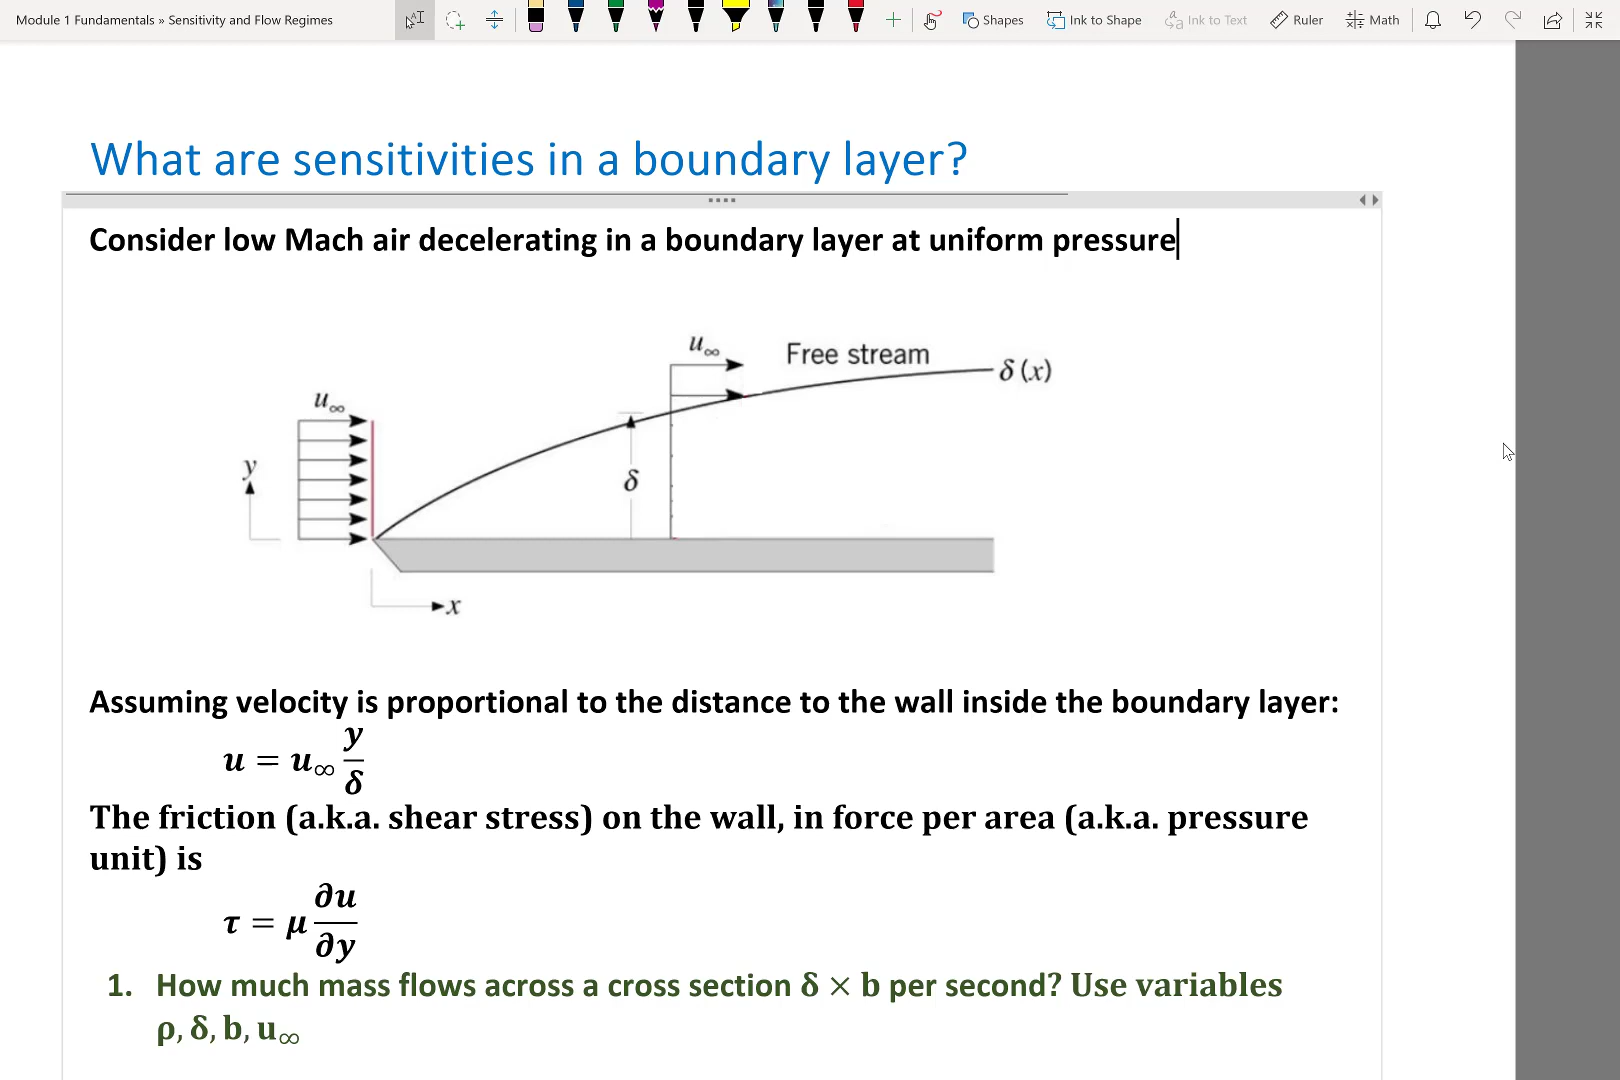 Module 1 Fundamentals » Sensitivity and Flow Regimes
Shapes
Ink to Shape
Ink to Text
Ruler
Math
What are sensitivities in a boundary layer?
Consider low Mach air decelerating in a boundary layer at uniform pressure
u∞
Free stream
δ (x)
u∞
y
δ
x
Assuming velocity is proportional to the distance to the wall inside the boundary layer:
u = u∞ y/δ
The friction (a.k.a. shear stress) on the wall, in force per area (a.k.a. pressure
unit) is
τ = μ ∂u/∂y
1. How much mass flows across a cross section δ × b per second? Use variables
ρ, δ, b, u∞